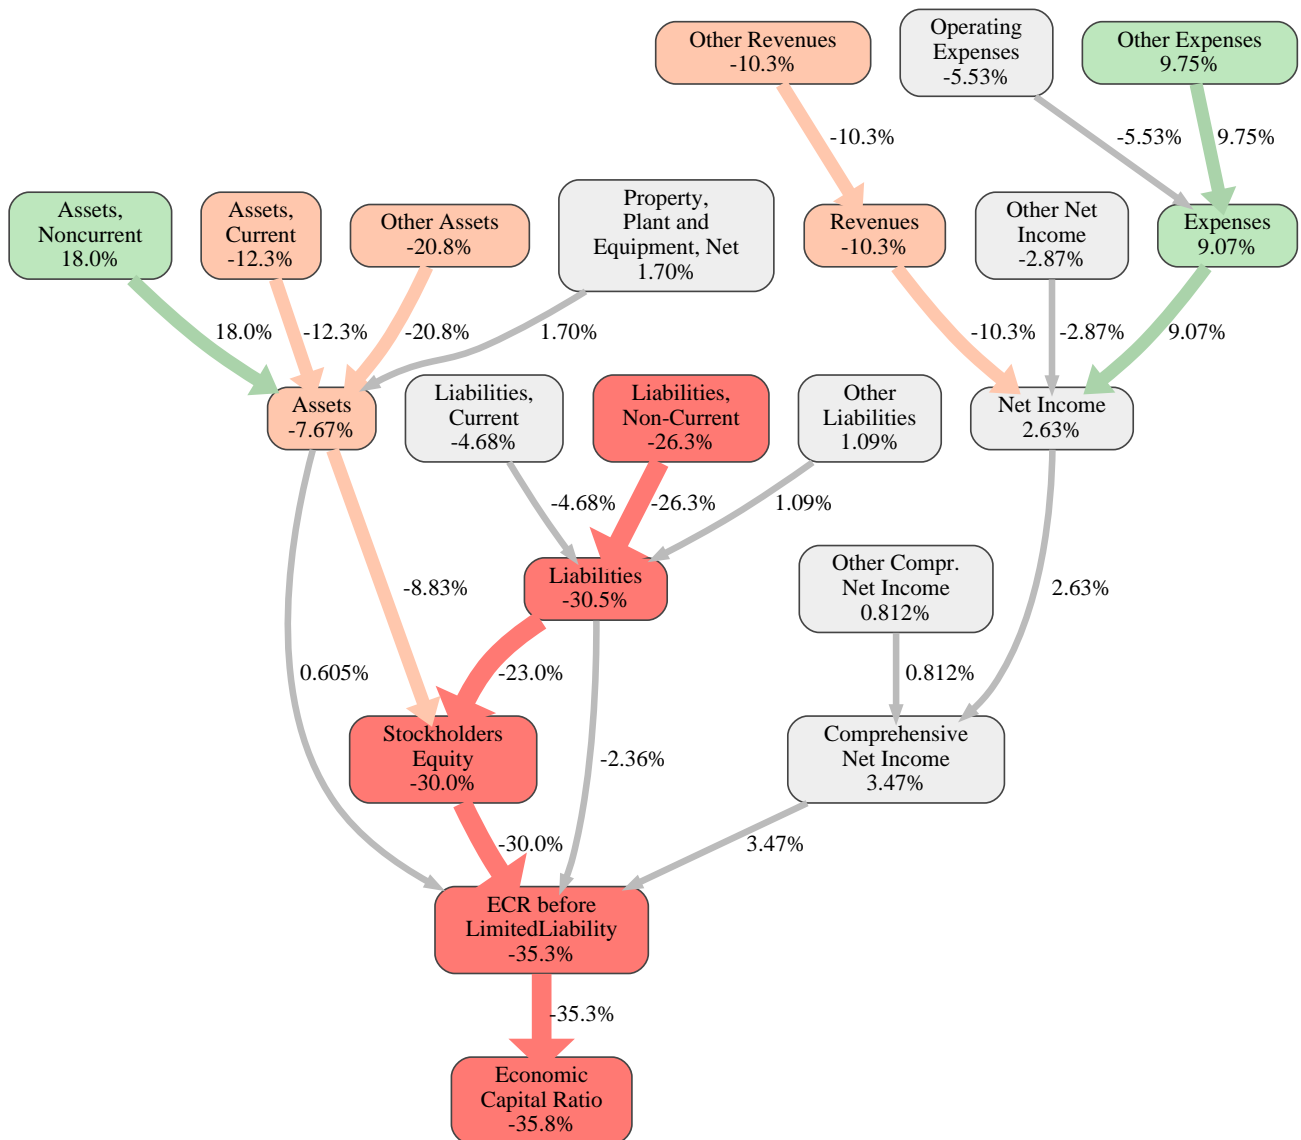 Other Revenues
-10.3%
Operating
Expenses
-5.53%
Other Expenses
9.75%
-10.3%
-5.53%
9.75%
Assets,
Noncurrent
18.0%
Assets,
Current
-12.3%
Other Assets
-20.8%
Property,
Plant and
Equipment, Net
1.70%
Revenues
-10.3%
Other Net
Income
-2.87%
Expenses
9.07%
18.0%
-12.3%
-20.8%
1.70%
-10.3%
-2.87%
9.07%
Assets
-7.67%
Liabilities,
Current
-4.68%
Liabilities,
Non-Current
-26.3%
Other
Liabilities
1.09%
Net Income
2.63%
-4.68%
-26.3%
1.09%
Liabilities
-30.5%
Other Compr.
Net Income
0.812%
-8.83%
2.63%
0.605%
-23.0%
0.812%
Stockholders
Equity
-30.0%
-2.36%
Comprehensive
Net Income
3.47%
-30.0%
3.47%
ECR before
LimitedLiability
-35.3%
-35.3%
Economic
Capital Ratio
-35.8%